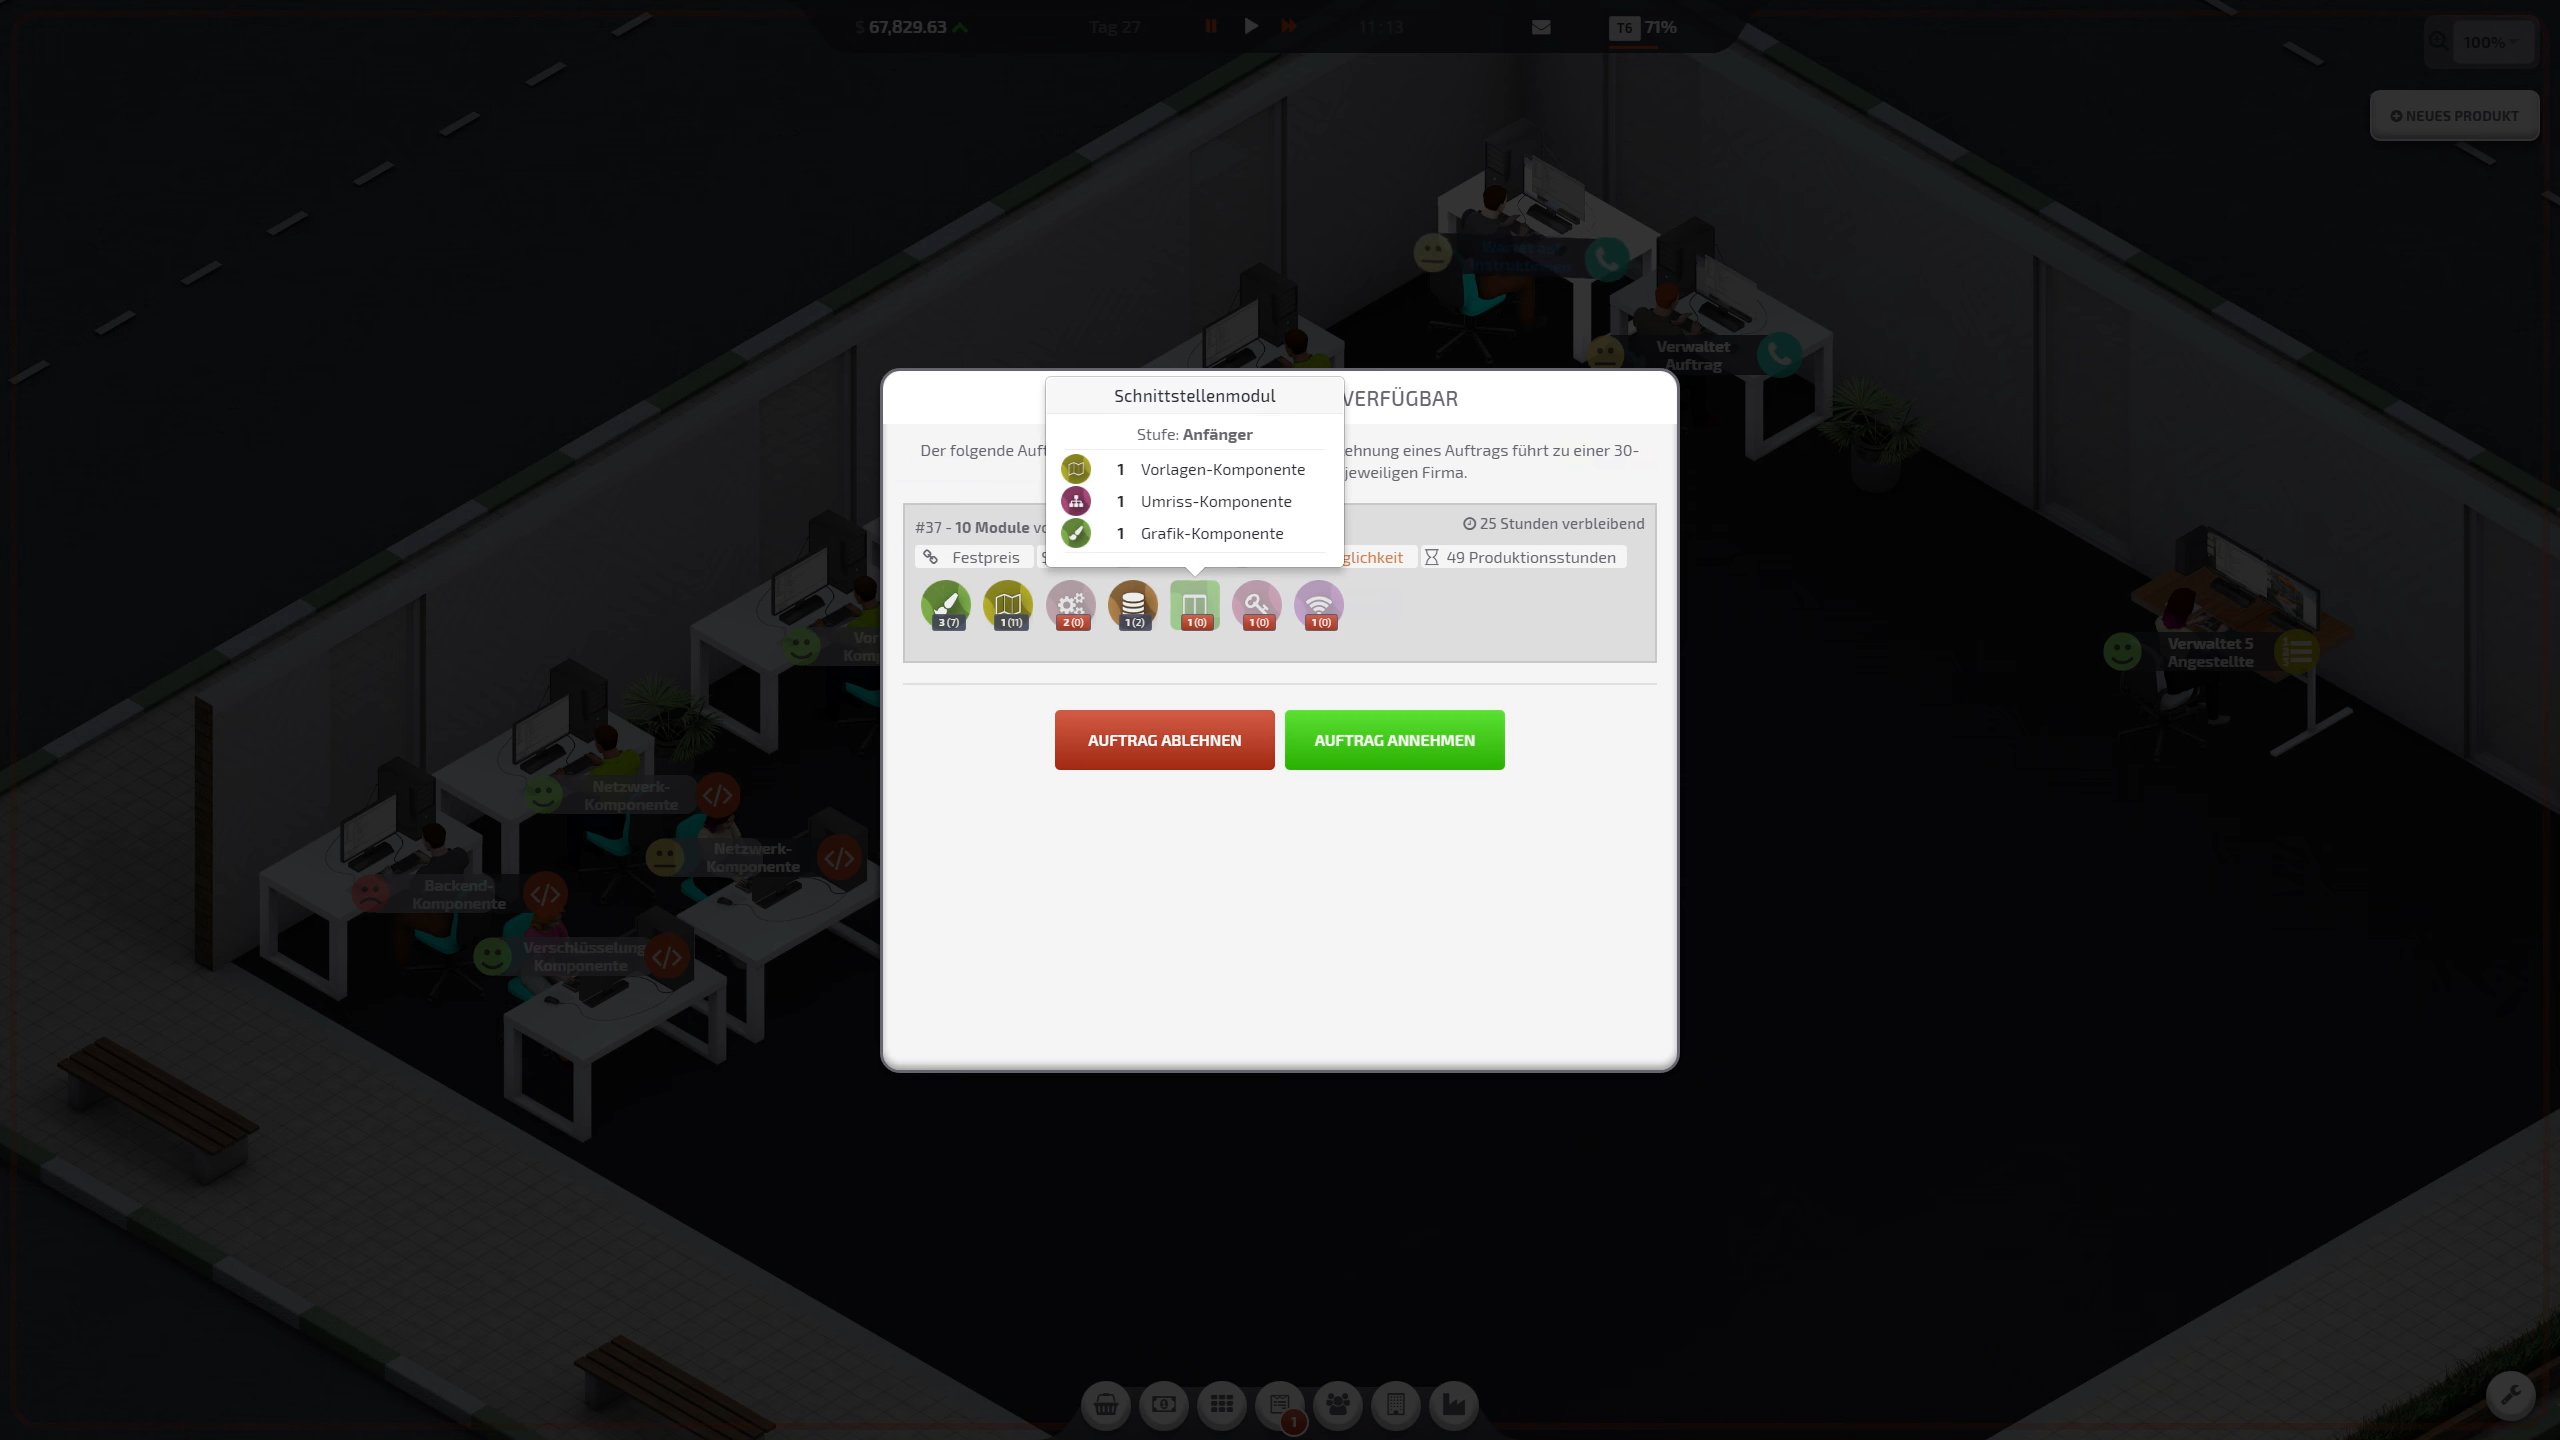 $ 67,829.63
Tag 27
11:13
T6 71%
100%
NEUES PRODUKT
Verwaltet
Auftrag
Schnittstellenmodul
VERFÜGBAR
Stufe: Anfänger
1 Vorlagen-Komponente
1 Umriss-Komponente
1 Grafik-Komponente
Der folgende
ehnung eines Auftrags führt zu einer 30-
jeweiligen Firma.
#37 - 10 Module
25 Stunden verbleibend
Festpreis
glichkeit
49 Produktionsstunden
3 (7)
1 (11)
2 (0)
1 (2)
1 (0)
1 (0)
1 (0)
AUFTRAG ABLEHNEN
AUFTRAG ANNEHMEN
Verwaltet 5
Angestellte
Netzwerk-
Komponente
Netzwerk-
Komponente
Backend-
Komponente
Verschlüsselung
Komponente
1